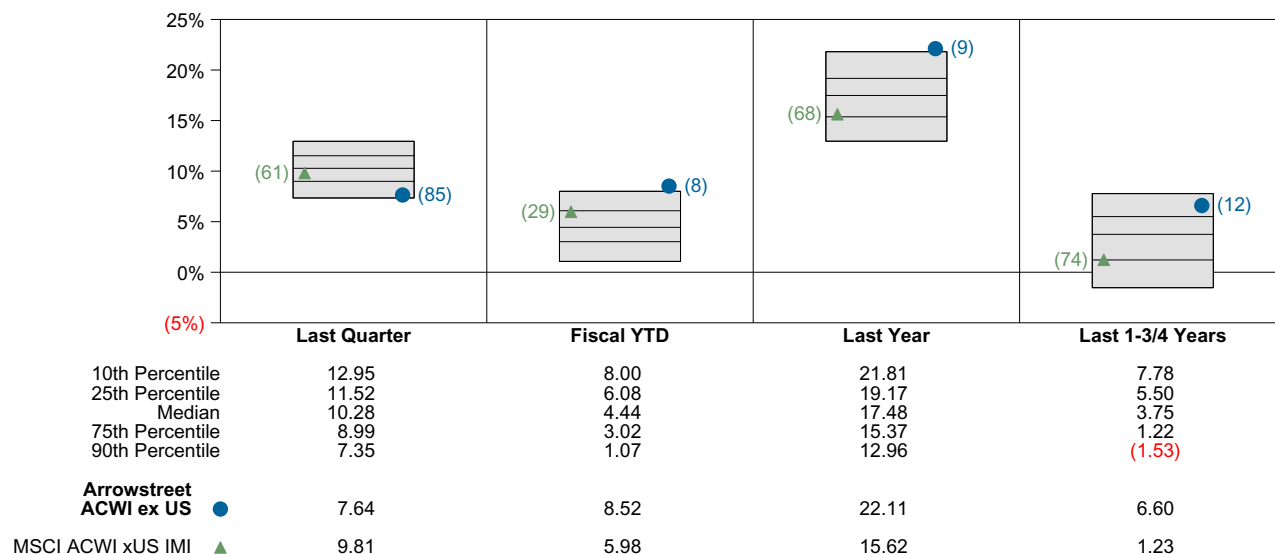 25%
20%
15%
10%
5%
0%
(5%)
(61)
(85)
(29)
(8)
(68)
(9)
(74)
(12)
Last Quarter Fiscal YTD Last Year Last 1-3/4 Years
10th Percentile 12.95 8.00 21.81 7.78
25th Percentile 11.52 6.08 19.17 5.50
Median 10.28 4.44 17.48 3.75
75th Percentile 8.99 3.02 15.37 1.22
90th Percentile 7.35 1.07 12.96 (1.53)
Arrowstreet
ACWI ex US 7.64 8.52 22.11 6.60
MSCI ACWI xUS IMI 9.81 5.98 15.62 1.23